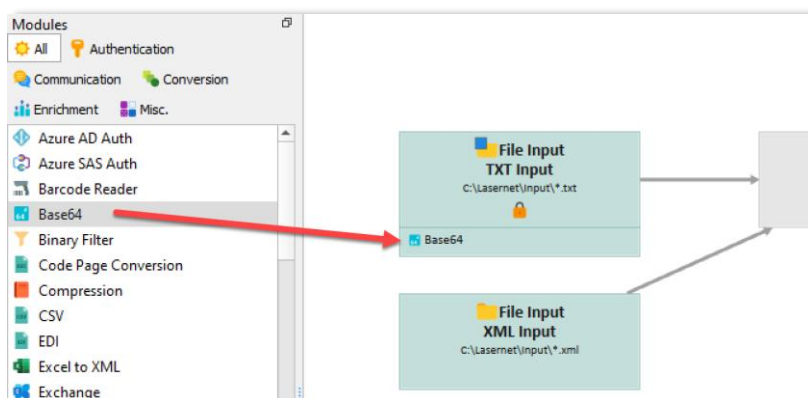 Modules
All
Authentication
Communication
Conversion
Enrichment
Misc.
Azure AD Auth
Azure SAS Auth
Barcode Reader
Base64
Binary Filter
Code Page Conversion
Compression
CSV
EDI
Excel to XML
Exchange
File Input
TXT Input
C:\Lasernet\Input\*.txt
Base64
File Input
XML Input
C:\Lasernet\Input\*.xml